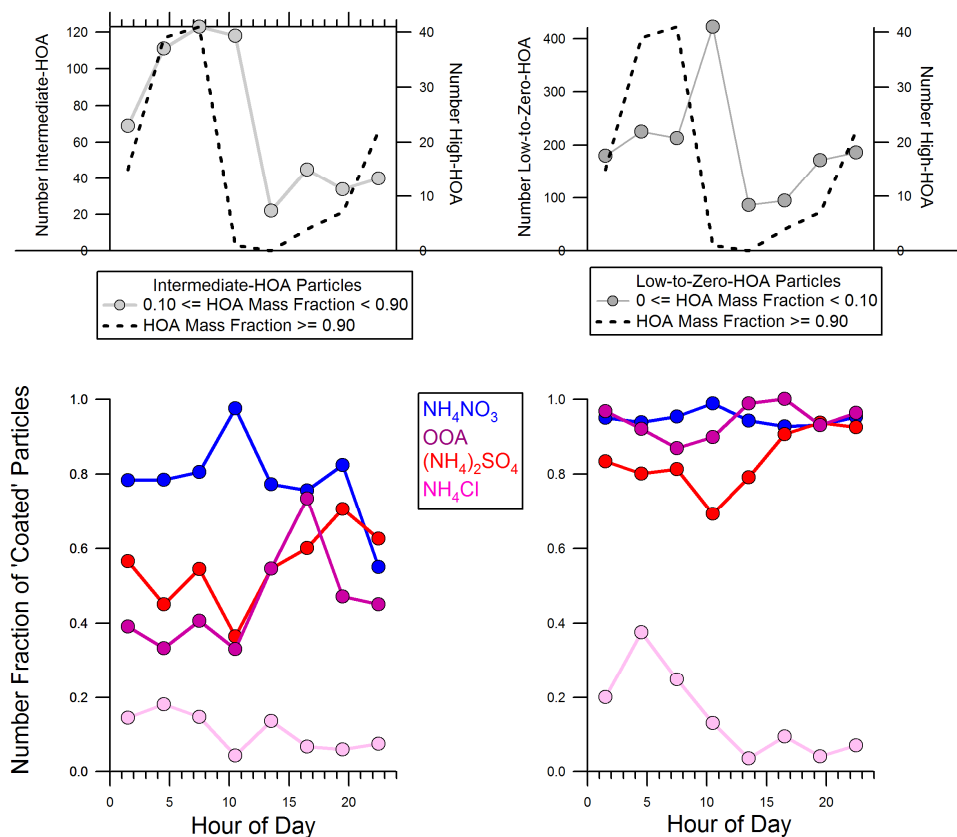 Number Intermediate-HOA
120
100
80
60
40
20
0
40
30
20
10
0
Number High-HOA
Number Low-to-Zero-HOA
400
300
200
100
0
40
30
20
10
0
Number High-HOA
Intermediate-HOA Particles
0.10 <= HOA Mass Fraction < 0.90
HOA Mass Fraction >= 0.90
Low-to-Zero-HOA Particles
0 <= HOA Mass Fraction < 0.10
HOA Mass Fraction >= 0.90
Number Fraction of 'Coated' Particles
1.0
0.8
0.6
0.4
0.2
0.0
0 5 10 15 20
Hour of Day
NH4NO3
OOA
(NH4)2SO4
NH4Cl
1.0
0.8
0.6
0.4
0.2
0.0
0 5 10 15 20
Hour of Day